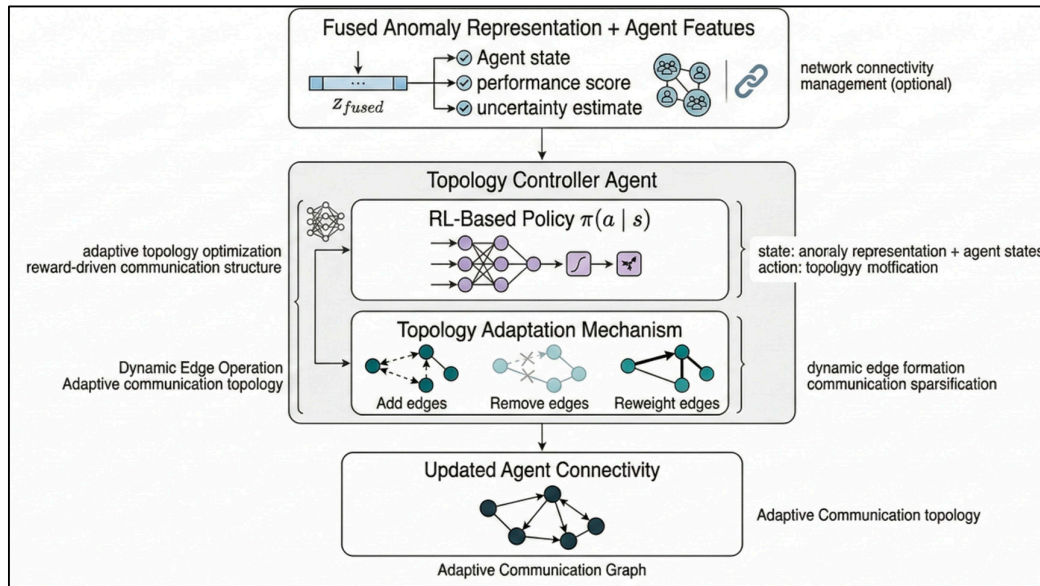 Fused Anomaly Representation + Agent Features
...
z_fused
Agent state
performance score
uncertainty estimate
network connectivity
management (optional)
Topology Controller Agent
RL-Based Policy π(a | s)
adaptive topology optimization
reward-driven communication structure
state: anoraly representation + agent states
action: topolgyy motfication
Topology Adaptation Mechanism
Dynamic Edge Operation
Adaptive communication topology
Add edges
Remove edges
Reweight edges
dynamic edge formation
communication sparsification
Updated Agent Connectivity
Adaptive Communication topology
Adaptive Communication Graph